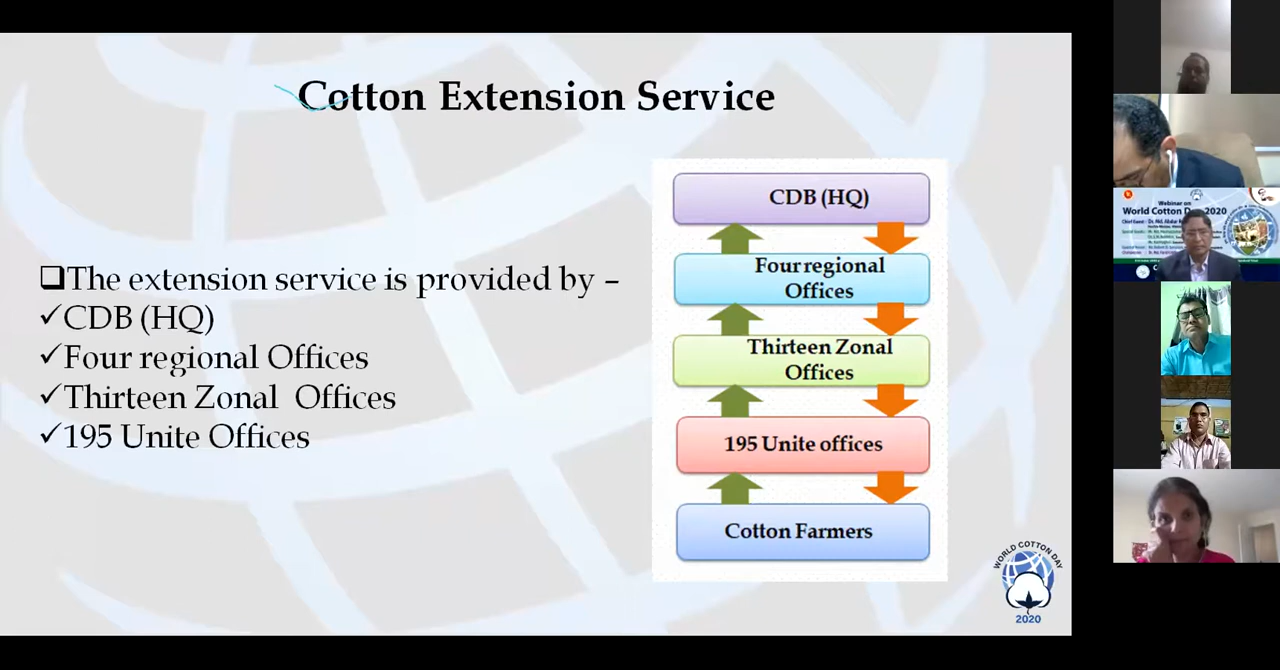 Cotton Extension Service
❑The extension service is provided by –
✓CDB (HQ)
✓Four regional Offices
✓Thirteen Zonal Offices
✓195 Unite Offices
CDB (HQ)
Four regional
Offices
Thirteen Zonal
Offices
195 Unite offices
Cotton Farmers
WORLD COTTON DAY
2020
Webinar on
World Cotton Day 2020